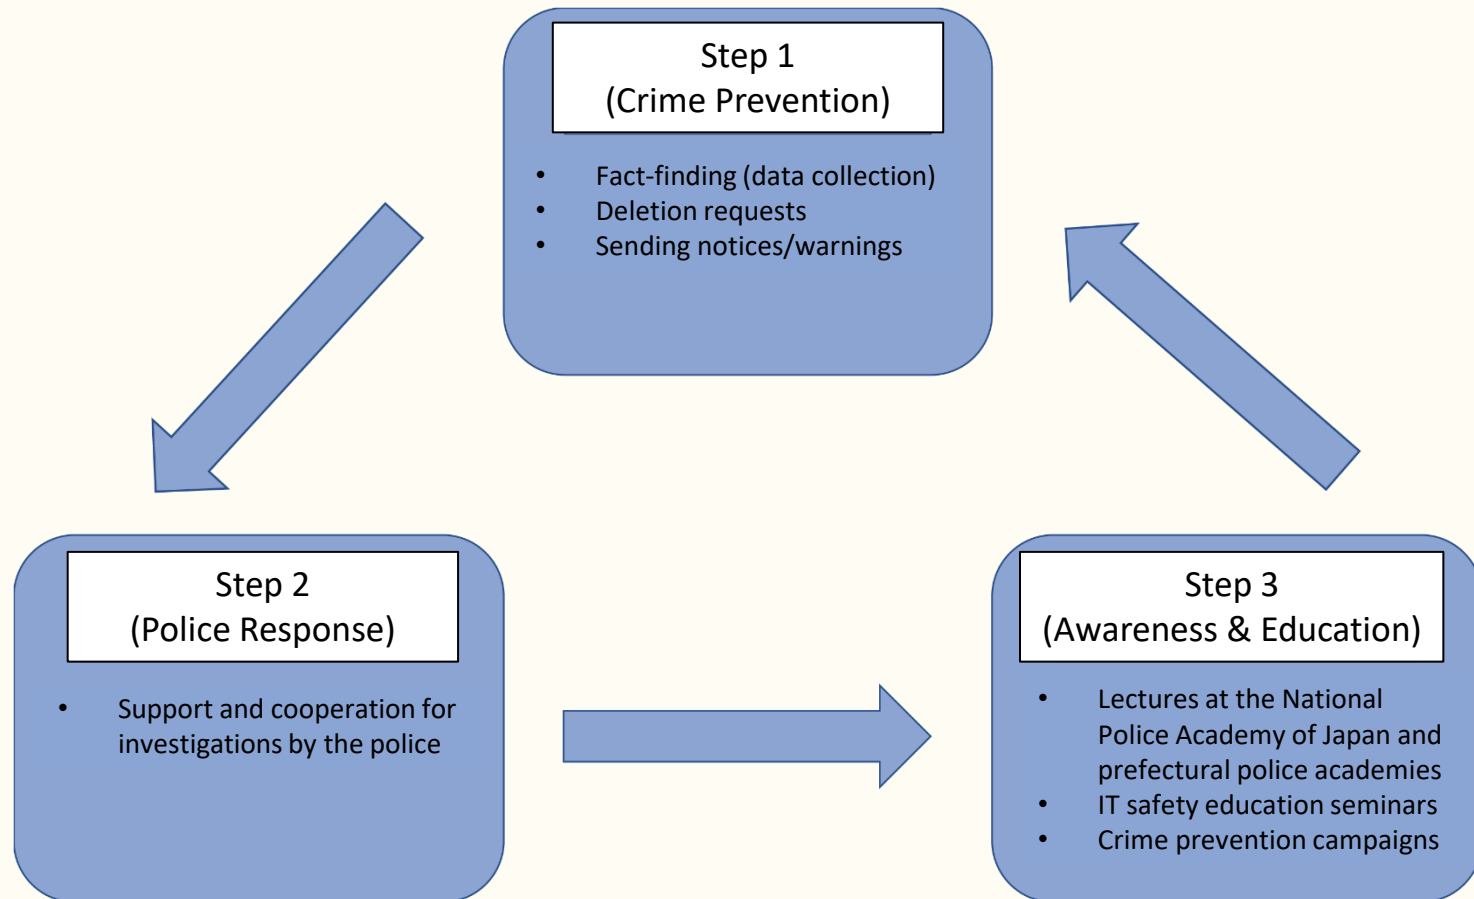 Step 1
(Crime Prevention)
• Fact-finding (data collection)
• Deletion requests
• Sending notices/warnings
Step 2
(Police Response)
• Support and cooperation for
investigations by the police
Step 3
(Awareness & Education)
• Lectures at the National
Police Academy of Japan and
prefectural police academies
• IT safety education seminars
• Crime prevention campaigns